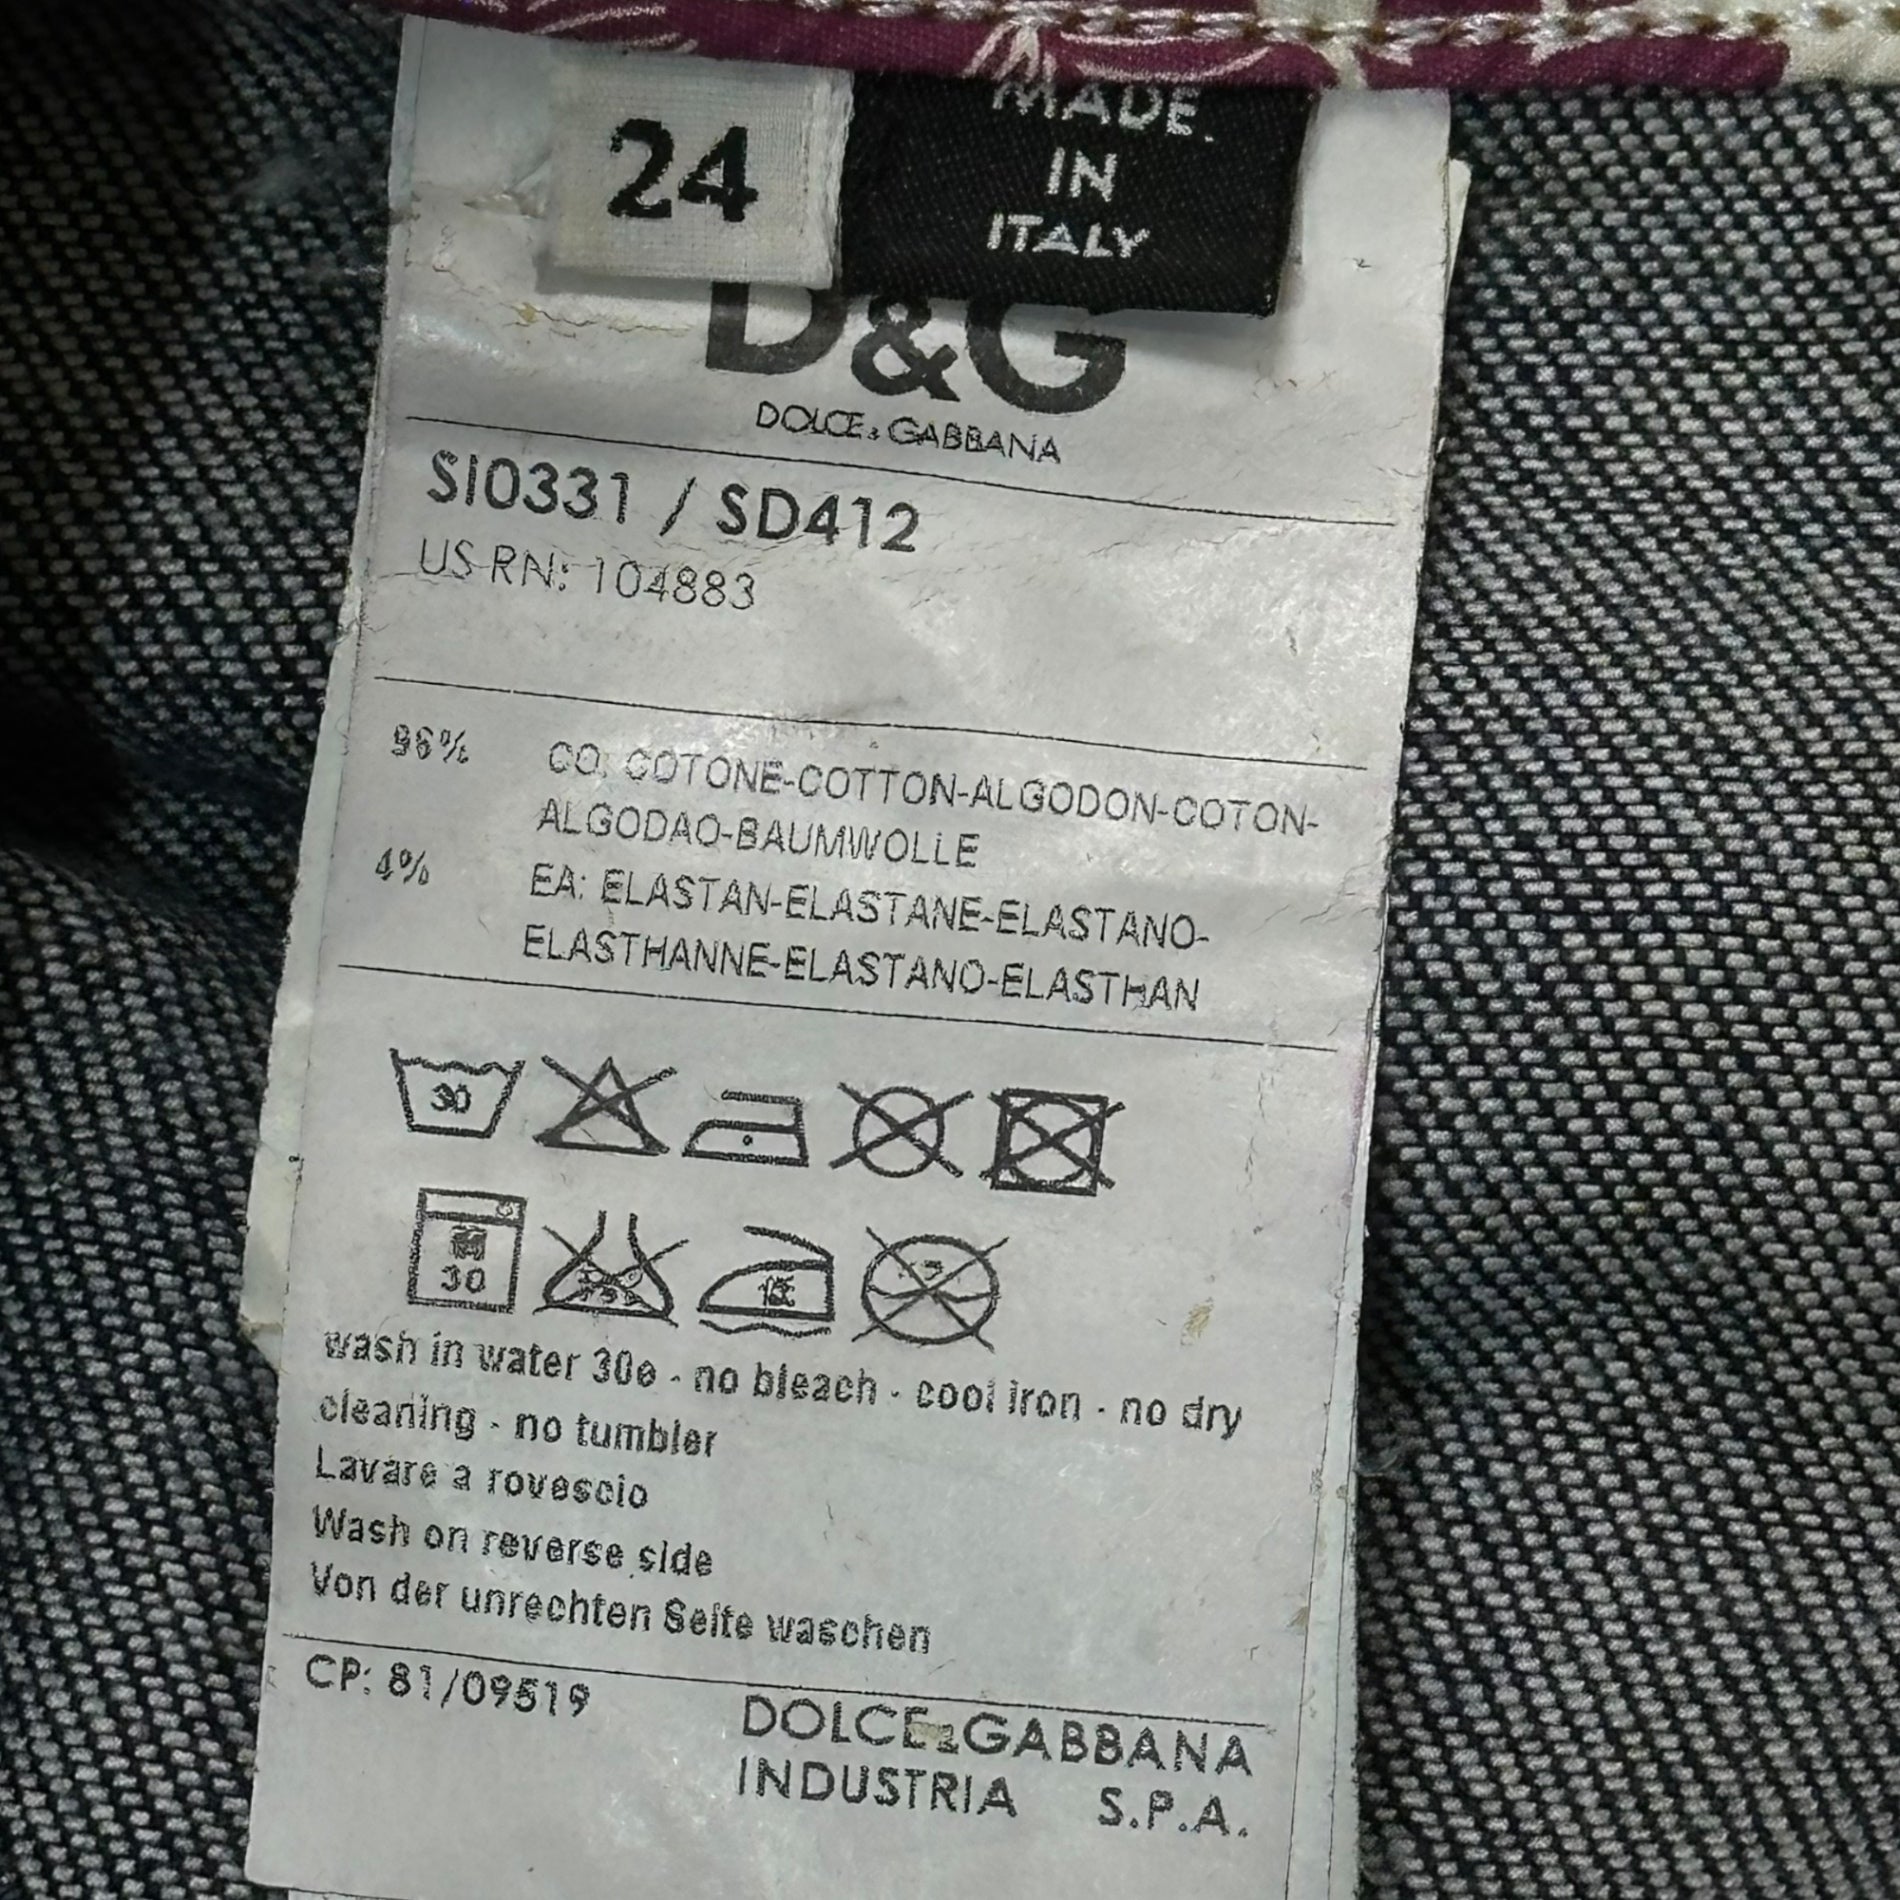 24
MADE
IN
ITALY
D&G
DOLCE & GABBANA
SI0331 / SD412
US RN: 104883
96% CO. COTONE-COTTON-ALGODON-COTON-
ALGODAO-BAUMWOLLE
4% EA: ELASTAN-ELASTANE-ELASTANO-
ELASTHANNE-ELASTANO-ELASTHAN
30
30
wash in water 30e - no bleach - cool iron - no dry
cleaning - no tumbler
Lavare a rovescio
Wash on reverse side
Von der unrechten Seite waschen
CP: 81/09519
DOLCE & GABBANA
INDUSTRIA S.P.A.